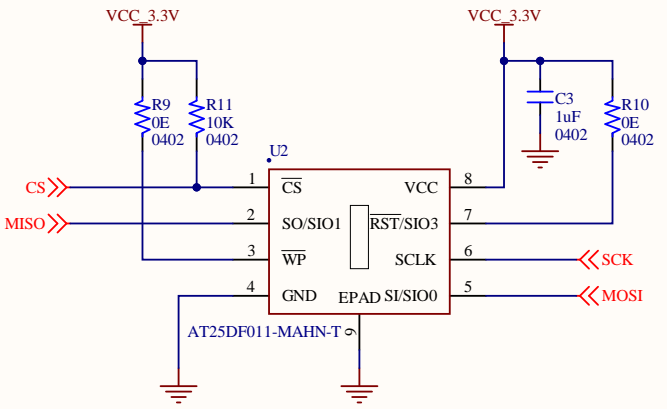 VCC_3.3V
VCC_3.3V
R9
0E
0402
R11
10K
0402
C3
1uF
0402
R10
0E
0402
U2
CS
1
CS
VCC
8
MISO
2
SO/SIO1
RST/SIO3
7
3
WP
SCLK
6
SCK
4
GND
EPAD
SI/SIO0
5
MOSI
AT25DF011-MAHN-T
9